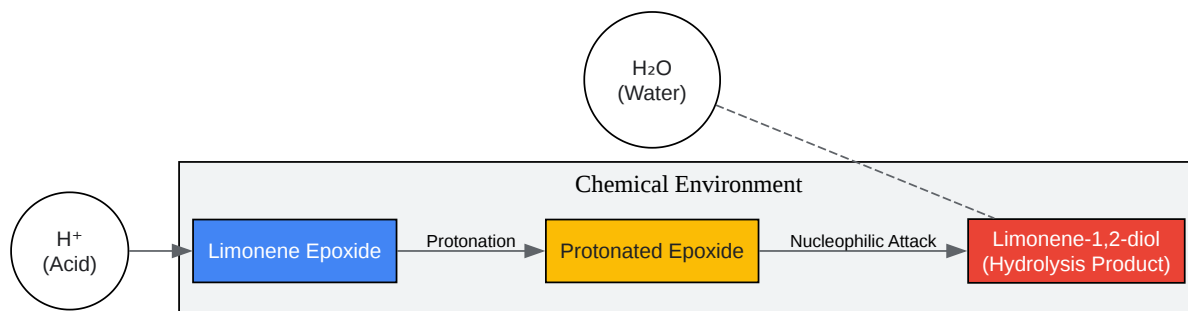 H₂O
(Water)
Chemical Environment
H⁺
(Acid)
Limonene Epoxide
Protonation
Protonated Epoxide
Nucleophilic Attack
Limonene-1,2-diol
(Hydrolysis Product)